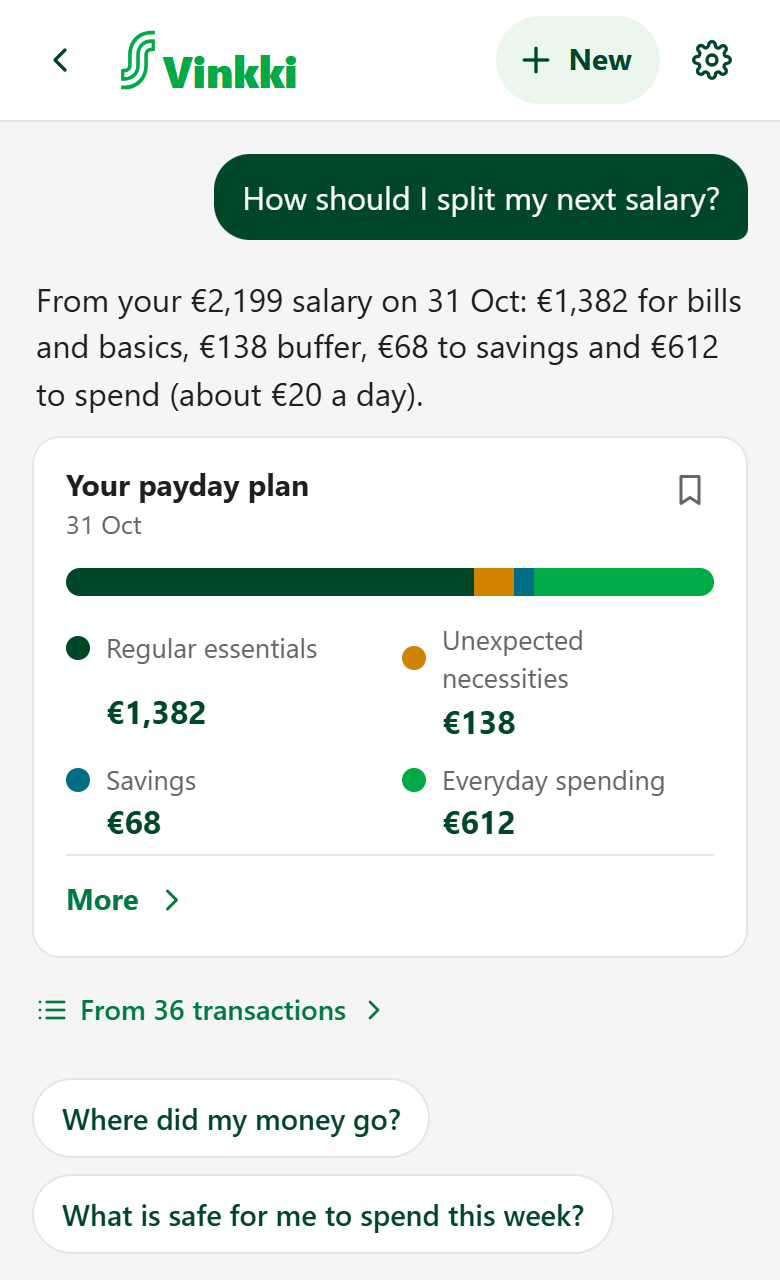 Vinkki
New
How should I split my next salary?
From your €2,199 salary on 31 Oct: €1,382 for bills
and basics, €138 buffer, €68 to savings and €612
to spend (about €20 a day).
Your payday plan
31 Oct
Regular essentials
€1,382
Unexpected
necessities
€138
Savings
€68
Everyday spending
€612
More
From 36 transactions
Where did my money go?
What is safe for me to spend this week?